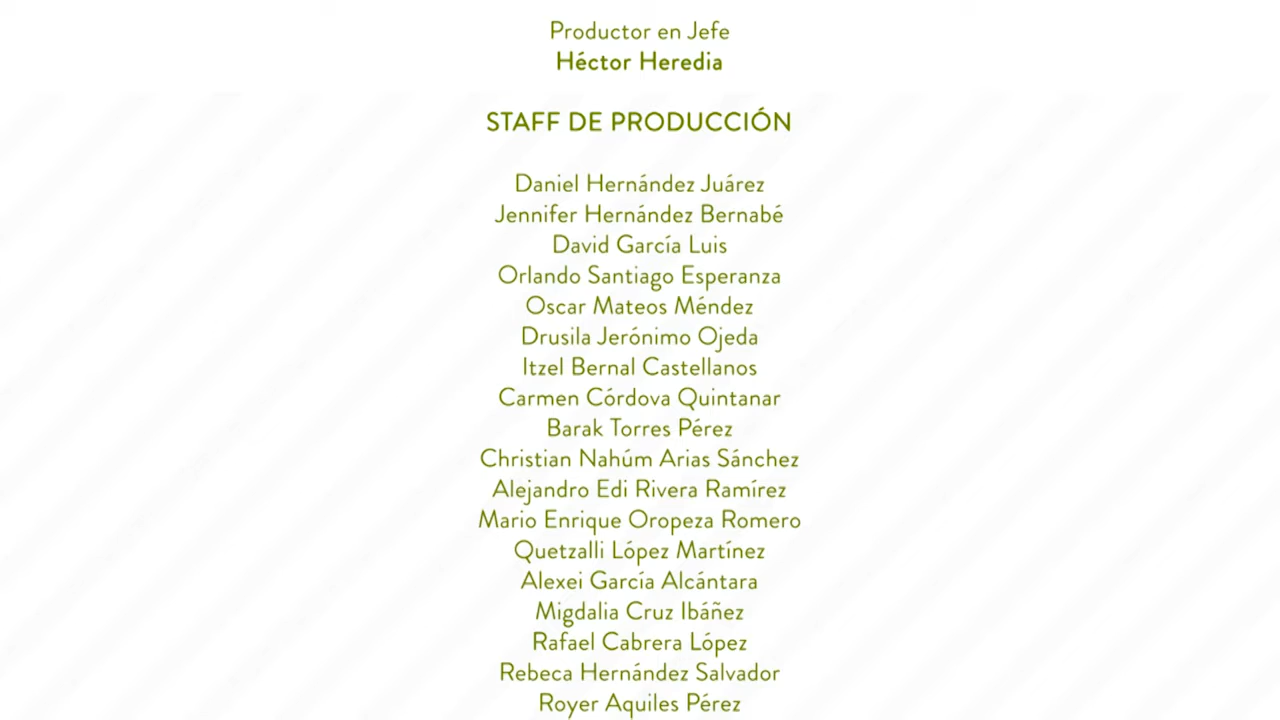 Productor en Jefe
Héctor Heredia
STAFF DE PRODUCCIÓN
Daniel Hernández Juárez
Jennifer Hernández Bernabé
David García Luis
Orlando Santiago Esperanza
Oscar Mateos Méndez
Drusila Jerónimo Ojeda
Itzel Bernal Castellanos
Carmen Córdova Quintanar
Barak Torres Pérez
Christian Nahúm Arias Sánchez
Alejandro Edi Rivera Ramírez
Mario Enrique Oropeza Romero
Quetzalli López Martínez
Alexei García Alcántara
Migdalia Cruz Ibáñez
Rafael Cabrera López
Rebeca Hernández Salvador
Royer Aquiles Pérez